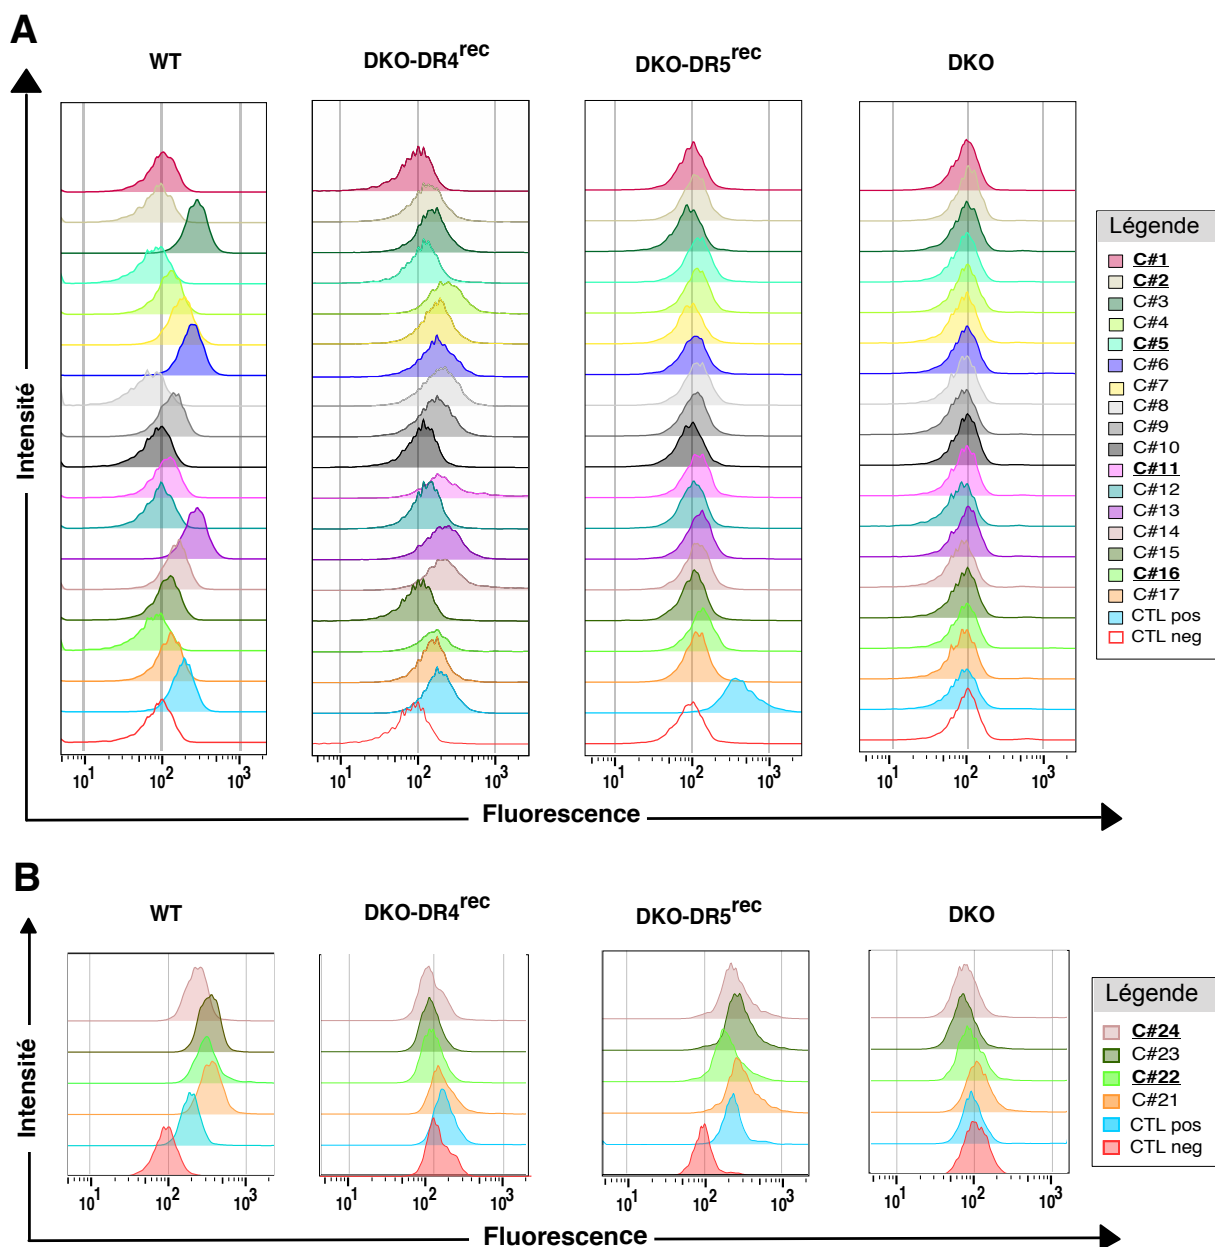 A
WT
DKO-DR4rec
DKO-DR5rec
DKO
Intensité
Légende
C#1
C#2
C#3
C#4
C#5
C#6
C#7
C#8
C#9
C#10
C#11
C#12
C#13
C#14
C#15
C#16
C#17
CTL pos
CTL neg
101 102 103
101 102 103
101 102 103
101 102 103
Fluorescence
B
WT
DKO-DR4rec
DKO-DR5rec
DKO
Intensité
Légende
C#24
C#23
C#22
C#21
CTL pos
CTL neg
101 102 103
101 102 103
101 102 103
101 102 103
Fluorescence